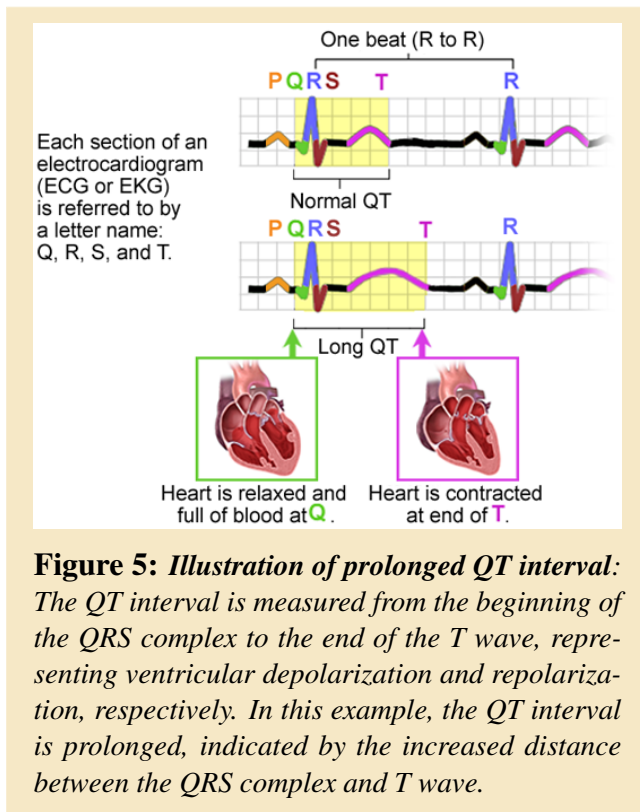 One beat (R to R)
P Q R S T R
Each section of an
electrocardiogram
(ECG or EKG)
is referred to by
a letter name:
Q, R, S, and T.
Normal QT
P Q R S T R
Long QT
Heart is relaxed and
full of blood at Q.
Heart is contracted
at end of T.
Figure 5: Illustration of prolonged QT interval:
The QT interval is measured from the beginning of
the QRS complex to the end of the T wave, repre-
senting ventricular depolarization and repolariza-
tion, respectively. In this example, the QT interval
is prolonged, indicated by the increased distance
between the QRS complex and T wave.